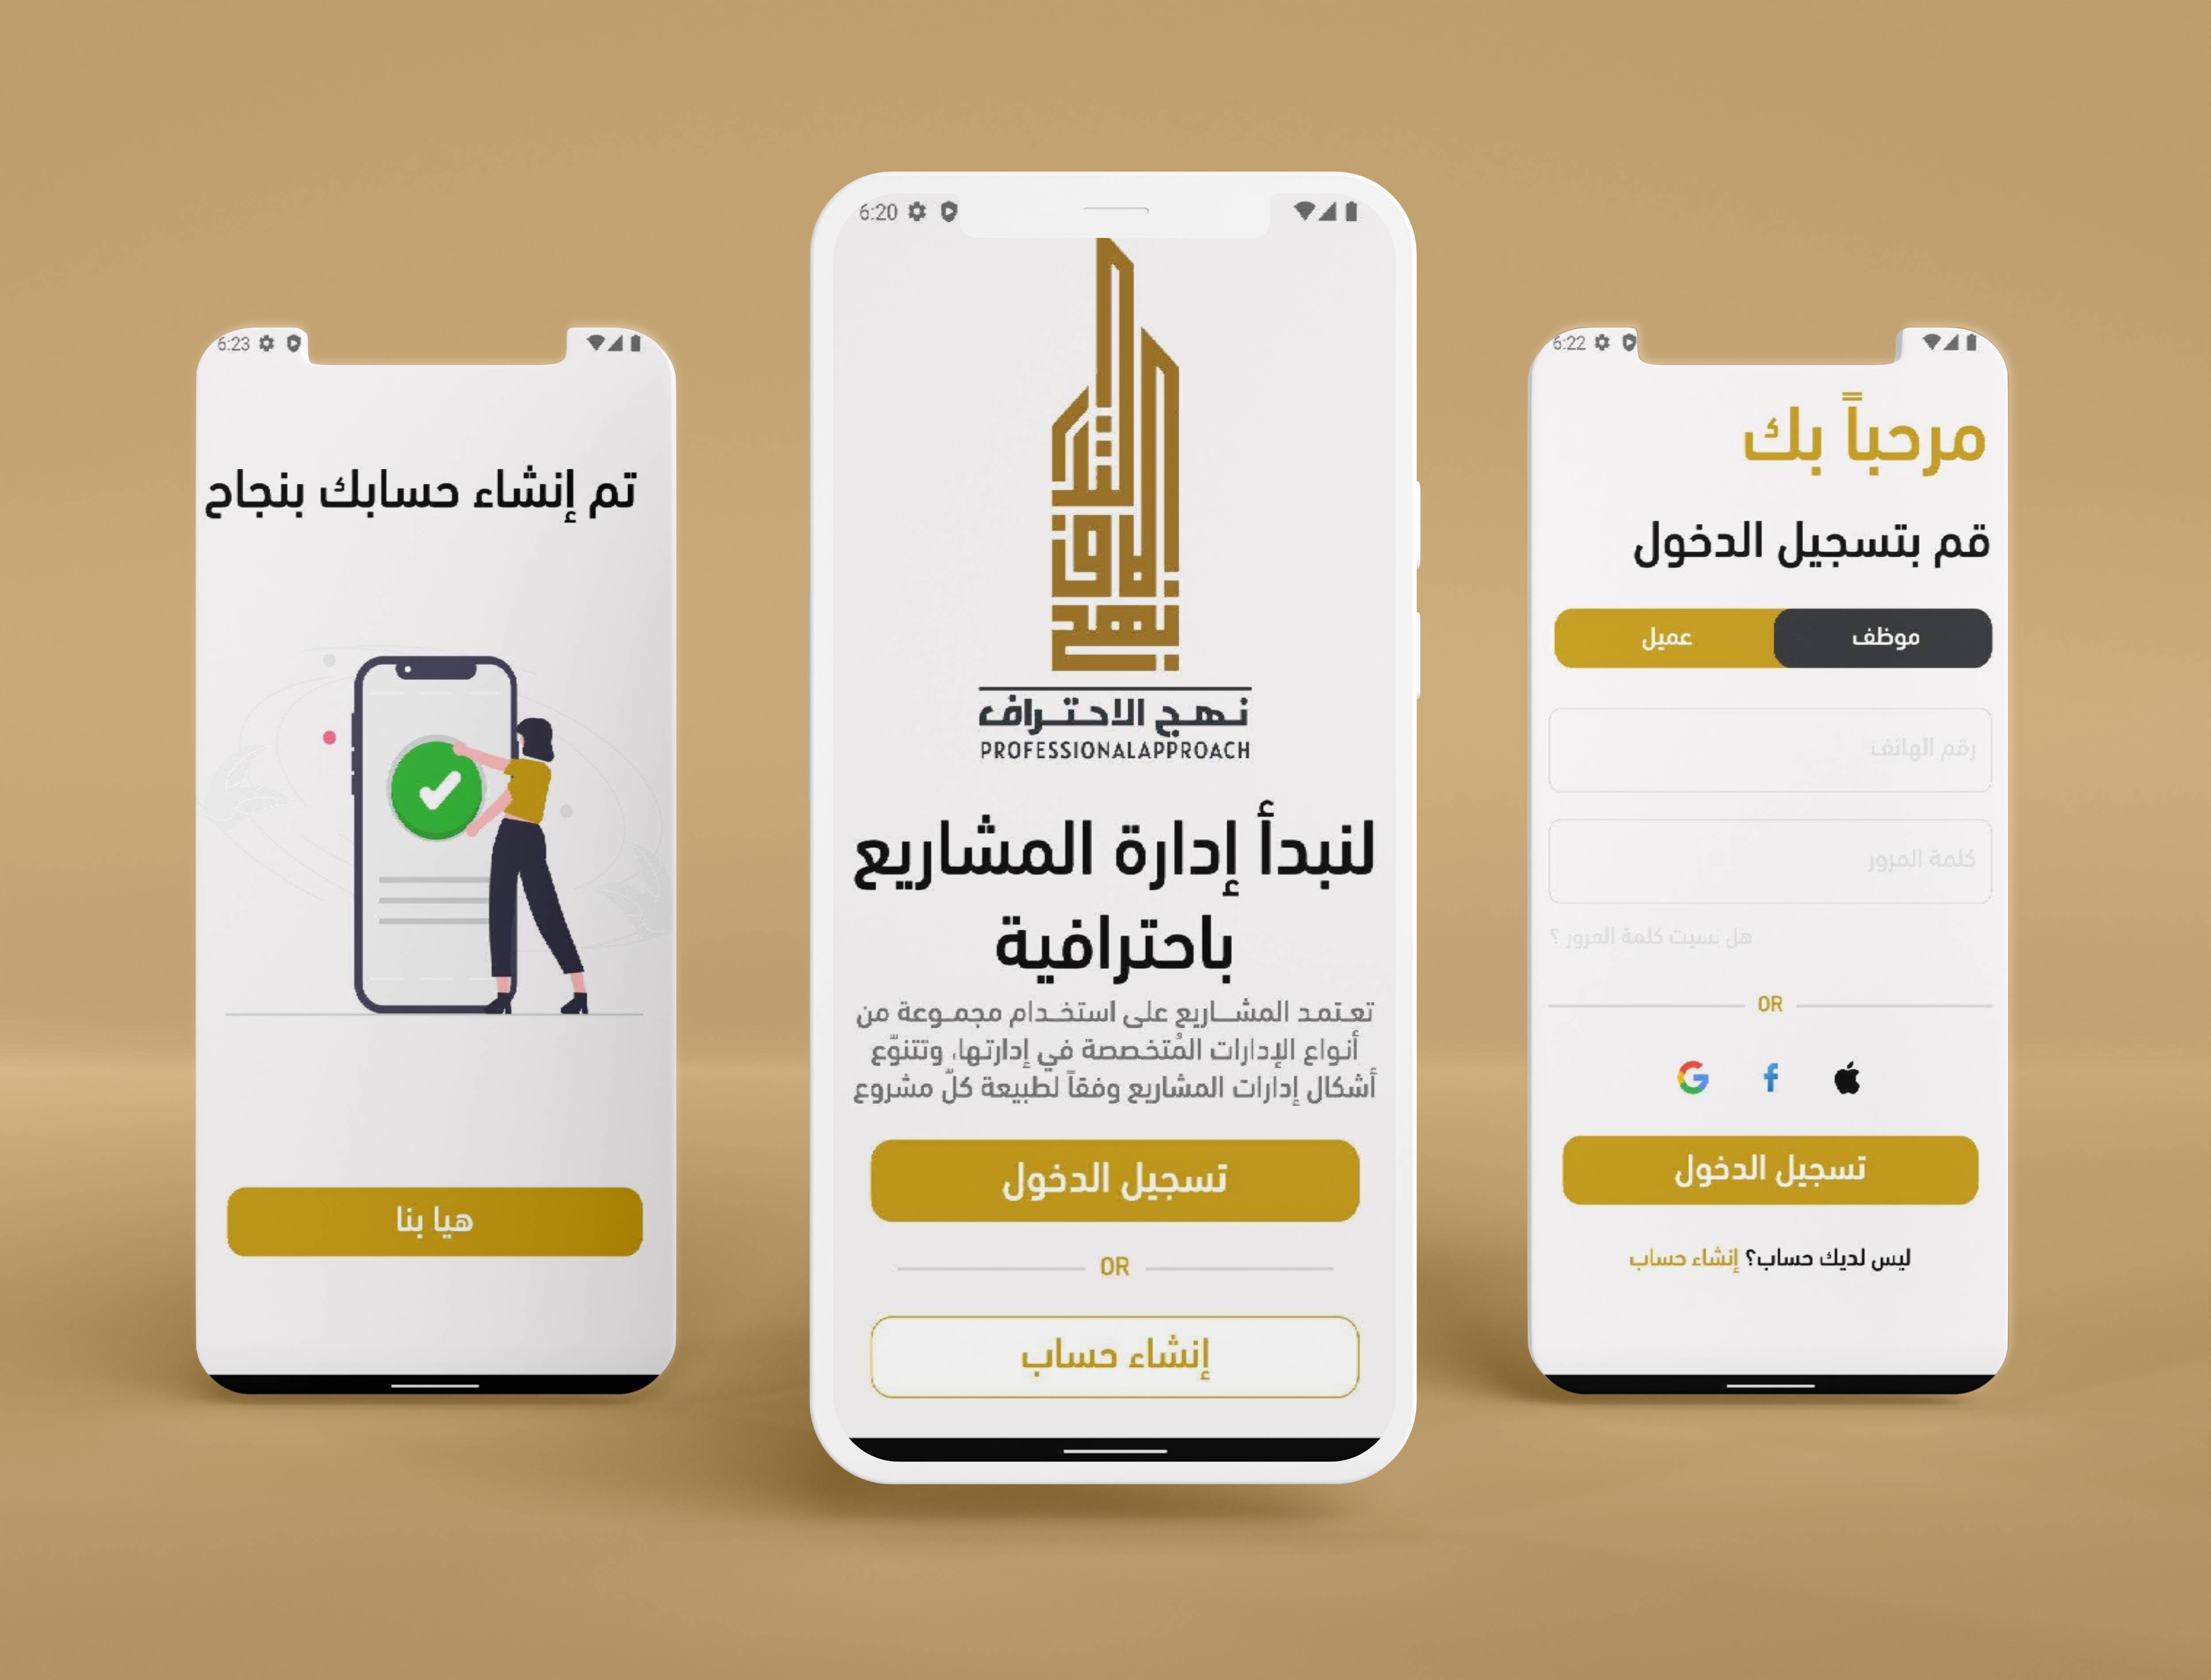 6:23
تم إنشاء حسابك بنجاح
هيا بنا
6:20
نهج الاحتراف
PROFESSIONALAPPROACH
لنبدأ إدارة المشاريع
باحترافية
تعتمد المشاريع على استخدام مجموعة من
أنواع الإدارات المُتخصصة في إدارتها، وتتنوّع
أشكال إدارات المشاريع وفقاً لطبيعة كلّ مشروع
تسجيل الدخول
OR
إنشاء حساب
6:22
مرحباً بك
قم بتسجيل الدخول
موظف
عميل
رقم الهاتف
كلمة المرور
هل نسيت كلمة المرور ؟
OR
تسجيل الدخول
ليس لديك حساب؟ إنشاء حساب